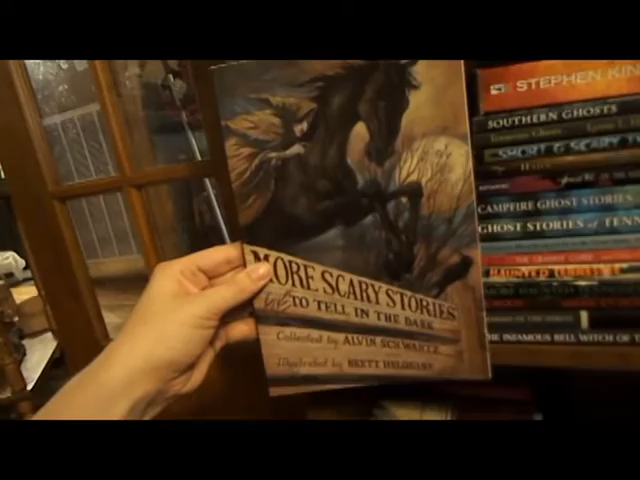 MORE SCARY STORIES
TO TELL IN THE DARK
Collected by ALVIN SCHWARTZ
Illustrated by BRETT HELQUIST
STEPHEN KIN
SOUTHERN GHOSTS
SHORT & SCARY
CAMPFIRE GHOST STORIES
GHOST STORIES OF TENN
HAUNTED
THE INFAMOUS BELL WITCH OF TE